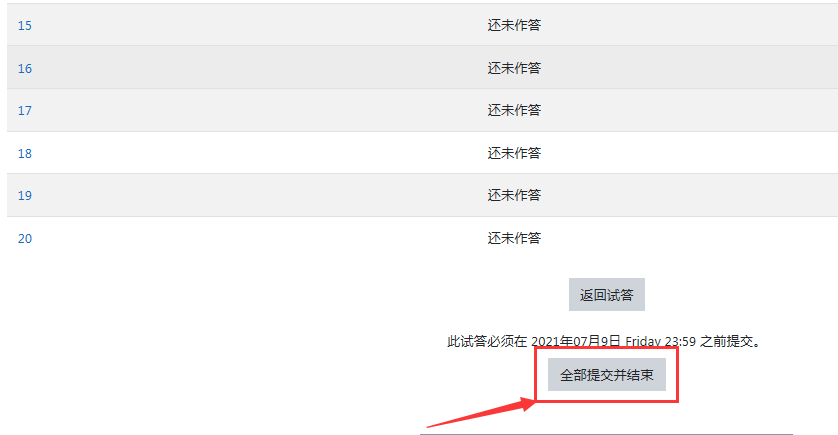 15 还未作答
16 还未作答
17 还未作答
18 还未作答
19 还未作答
20 还未作答
返回试答
此试答必须在 2021年07月9日 Friday 23:59 之前提交。
全部提交并结束